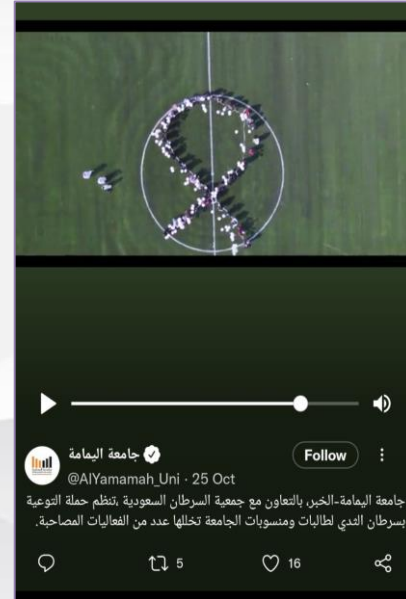 جامعة اليمامة
Follow
@AlYamamah_Uni · 25 Oct
جامعة اليمامة-الخبر، بالتعاون مع جمعية السرطان السعودية ،تنظم حملة التوعية
بسرطان الثدي لطالبات ومنسوبات الجامعة تخللها عدد من الفعاليات المصاحبة.
5
16